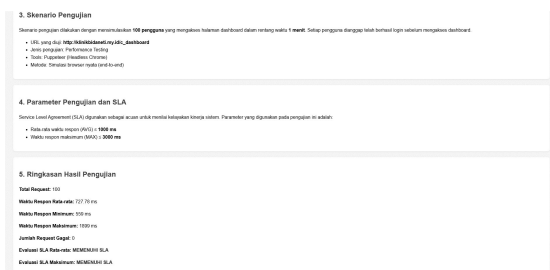 3. Skenario Pengujian
Skenario pengujian dilakukan dengan mensimulasikan 100 pengguna yang mengakses halaman dashboard dalam rentang waktu 1 menit. Setiap pengguna dianggap telah berhasil login sebelum mengakses dashboard.
URL yang diuji: http://klinikbidaneti.my.id/c_dashboard
Jenis pengujian: Performance Testing
Tools: Puppeteer (Headless Chrome)
Metode: Simulasi browser nyata (end-to-end)
4. Parameter Pengujian dan SLA
Service Level Agreement (SLA) digunakan sebagai acuan untuk menilai kelayakan kinerja sistem. Parameter yang digunakan pada pengujian ini adalah:
Rata-rata waktu respon (AVG) ≤ 1000 ms
Waktu respon maksimum (MAX) ≤ 3000 ms
5. Ringkasan Hasil Pengujian
Total Request: 100
Waktu Respon Rata-rata: 727.78 ms
Waktu Respon Minimum: 559 ms
Waktu Respon Maksimum: 1899 ms
Jumlah Request Gagal: 0
Evaluasi SLA Rata-rata: MEMENUHI SLA
Evaluasi SLA Maksimum: MEMENUHI SLA